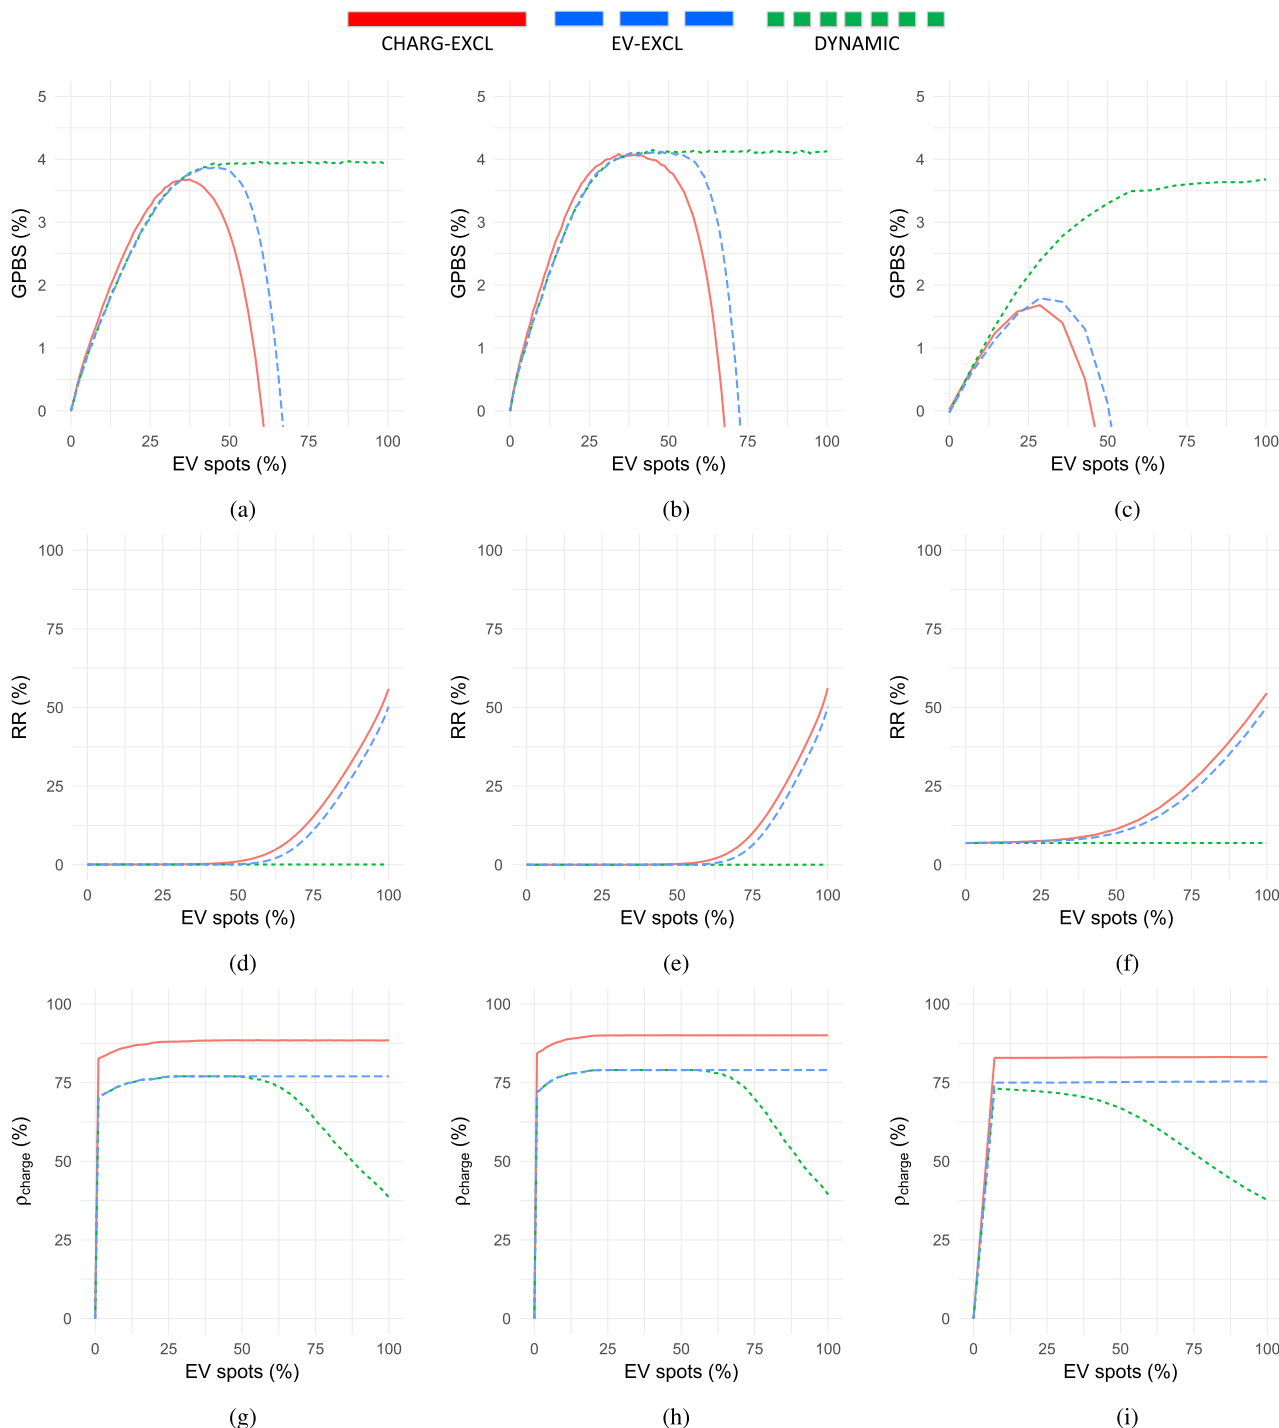 CHARG-EXCL EV-EXCL DYNAMIC
5 5 5
4 4 4
3 3 3
2 2 2
1 1 1
0 0 0
GPBS (%) GPBS (%) GPBS (%)
0 25 50 75 100 0 25 50 75 100 0 25 50 75 100
EV spots (%) EV spots (%) EV spots (%)
(a) (b) (c)
100 100 100
75 75 75
50 50 50
25 25 25
0 0 0
RR (%) RR (%) RR (%)
0 25 50 75 100 0 25 50 75 100 0 25 50 75 100
EV spots (%) EV spots (%) EV spots (%)
(d) (e) (f)
100 100 100
75 75 75
50 50 50
25 25 25
0 0 0
ρcharge (%) ρcharge (%) ρcharge (%)
0 25 50 75 100 0 25 50 75 100 0 25 50 75 100
EV spots (%) EV spots (%) EV spots (%)
(g) (h) (i)